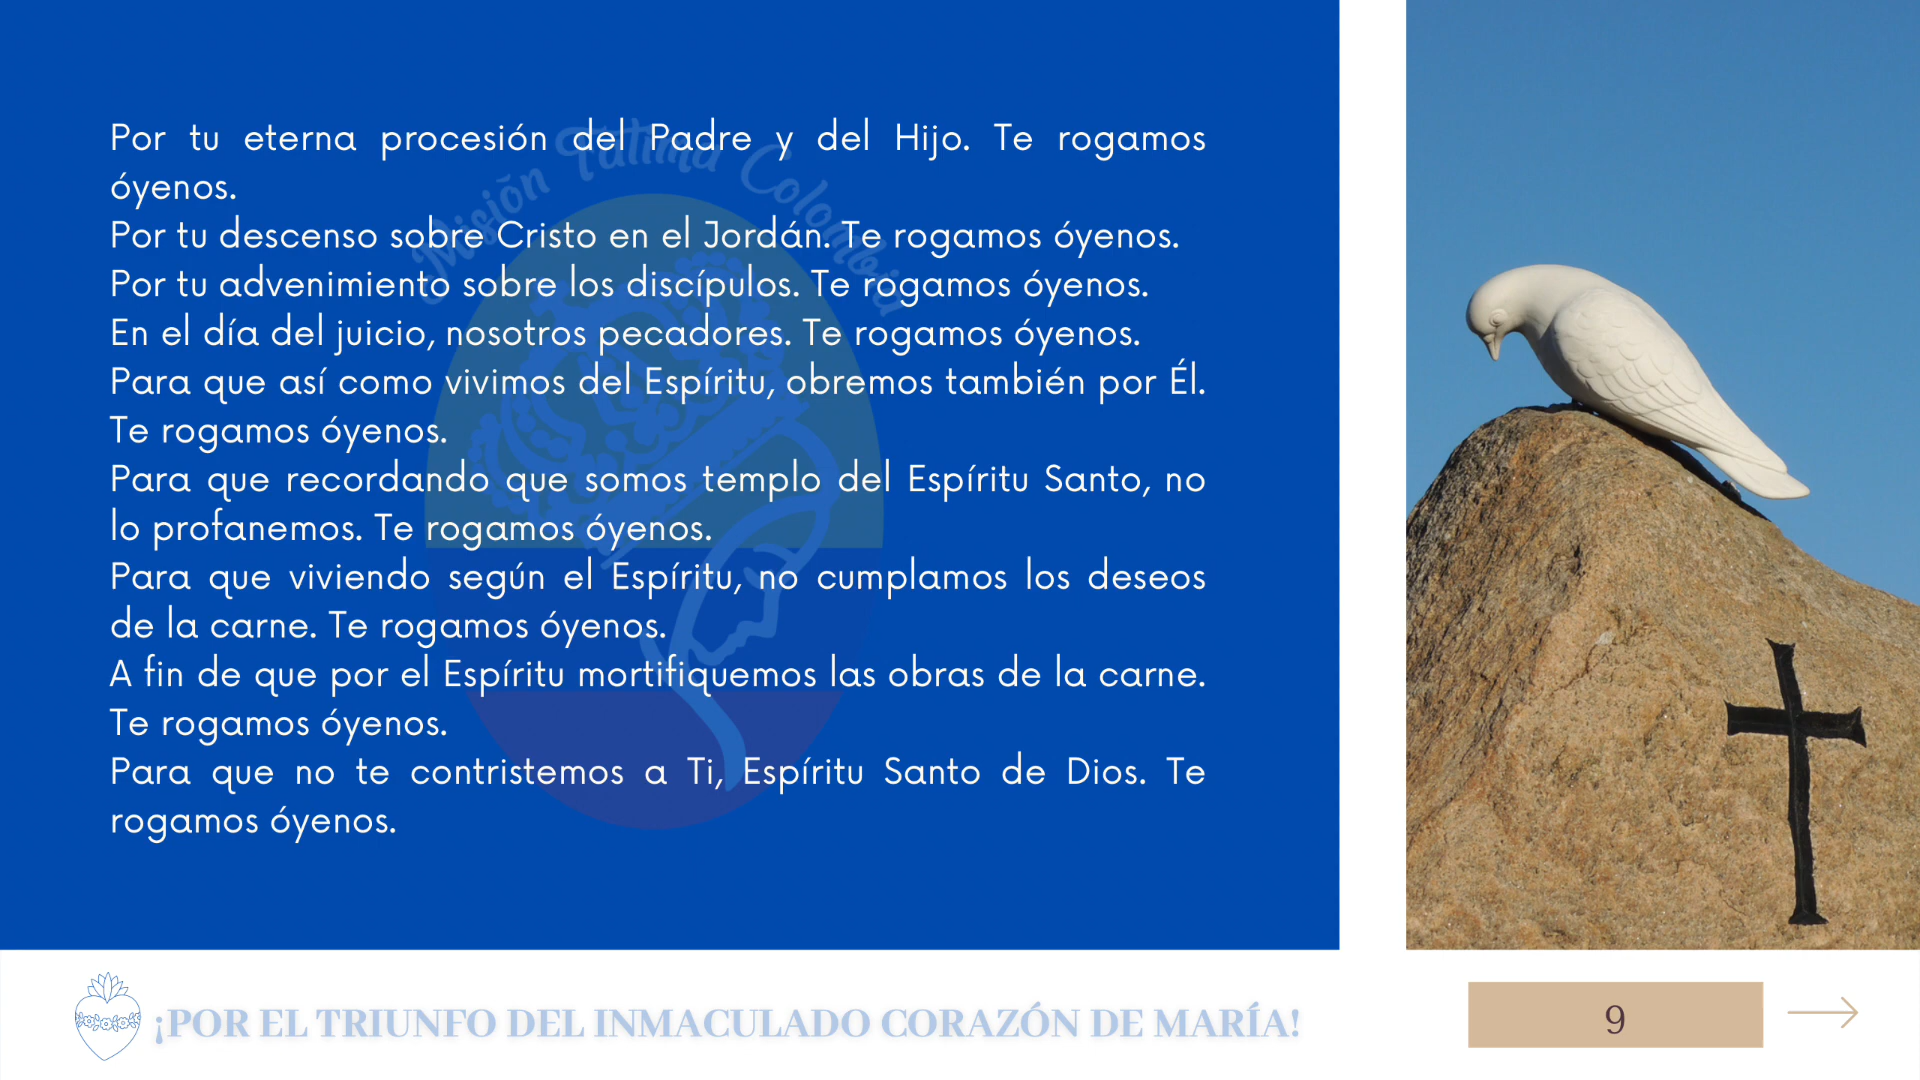 Por tu eterna procesión del Padre y del Hijo. Te rogamos
óyenos.
Por tu descenso sobre Cristo en el Jordán. Te rogamos óyenos.
Por tu advenimiento sobre los discípulos. Te rogamos óyenos.
En el día del juicio, nosotros pecadores. Te rogamos óyenos.
Para que así como vivimos del Espíritu, obremos también por Él.
Te rogamos óyenos.
Para que recordando que somos templo del Espíritu Santo, no
lo profanemos. Te rogamos óyenos.
Para que viviendo según el Espíritu, no cumplamos los deseos
de la carne. Te rogamos óyenos.
A fin de que por el Espíritu mortifiquemos las obras de la carne.
Te rogamos óyenos.
Para que no te contristemos a Ti, Espíritu Santo de Dios. Te
rogamos óyenos.
Misión Fátima Colombia
¡POR EL TRIUNFO DEL INMACULADO CORAZÓN DE MARÍA!
9